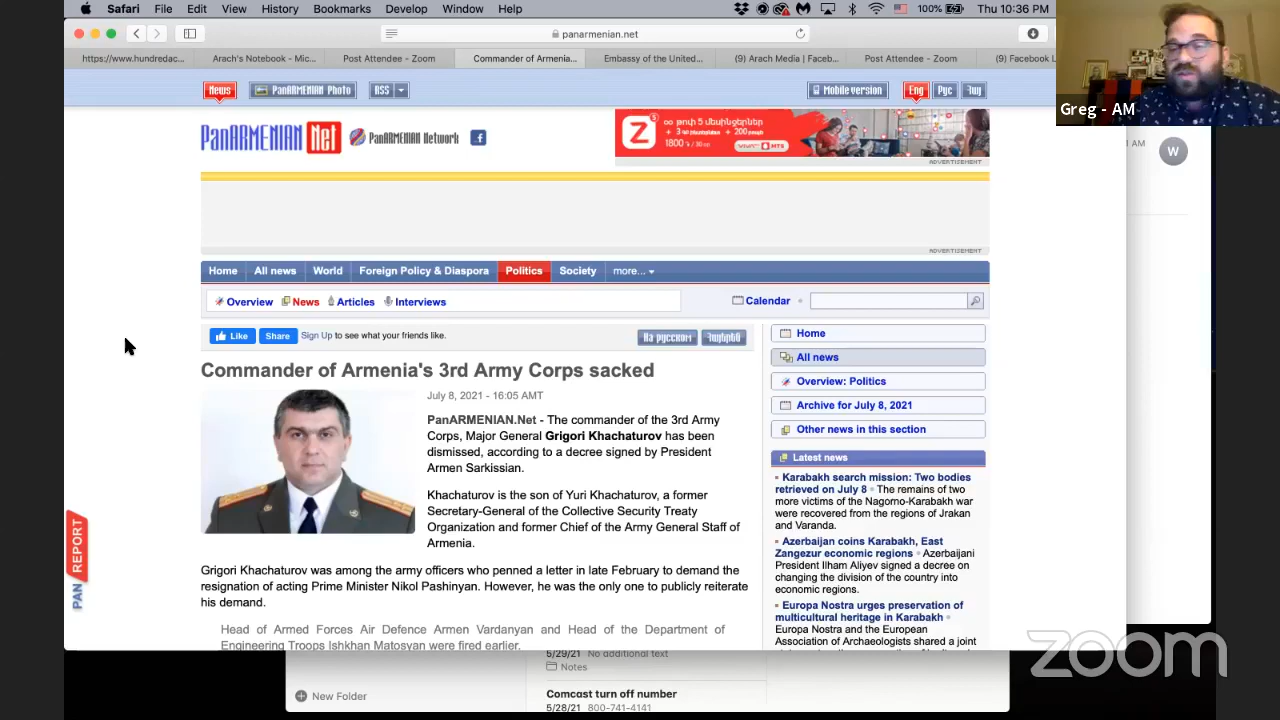 Safari File Edit View History Bookmarks Develop Window Help 100% Thu 10:36 PM
panarmenian.net
https://www.hundredac... Arach's Notebook - Mic... Post Attendee - Zoom Commander of Armenia... Embassy of the United... (9) Arach Media | Faceb... Post Attendee - Zoom (9) Facebook L
Greg - AM
News PanARMENIAN Photo RSS Mobile version Eng Рус Հայ
PanARMENIAN Net PanARMENIAN Network
1800
ADVERTISEMENT
ADVERTISEMENT
AM
W
Home All news World Foreign Policy & Diaspora Politics Society more...
Overview News Articles Interviews Calendar
Like Share Sign Up to see what your friends like. На русском Հայերեն
Commander of Armenia's 3rd Army Corps sacked
July 8, 2021 - 16:05 AMT
PanARMENIAN.Net - The commander of the 3rd Army
Corps, Major General Grigori Khachaturov has been
dismissed, according to a decree signed by President
Armen Sarkissian.
Khachaturov is the son of Yuri Khachaturov, a former
Secretary-General of the Collective Security Treaty
Organization and former Chief of the Army General Staff of
Armenia.
Grigori Khachaturov was among the army officers who penned a letter in late February to demand the
resignation of acting Prime Minister Nikol Pashinyan. However, he was the only one to publicly reiterate
his demand.
Head of Armed Forces Air Defence Armen Vardanyan and Head of the Department of
Engineering Troops Ishkhan Matosyan were fired earlier.
Home
All news
Overview: Politics
Archive for July 8, 2021
Other news in this section
Latest news
Karabakh search mission: Two bodies
retrieved on July 8 The remains of two
more victims of the Nagorno-Karabakh war
were recovered from the regions of Jrakan
and Varanda.
Azerbaijan coins Karabakh, East
Zangezur economic regions Azerbaijani
President Ilham Aliyev signed a decree on
changing the division of the country into
economic regions.
Europa Nostra urges preservation of
multicultural heritage in Karabakh
Europa Nostra and the European
Association of Archaeologists shared a joint
PAN REPORT
5/29/21 No additional text
Notes
New Folder
Comcast turn off number
5/28/21 800-741-4141
zoom